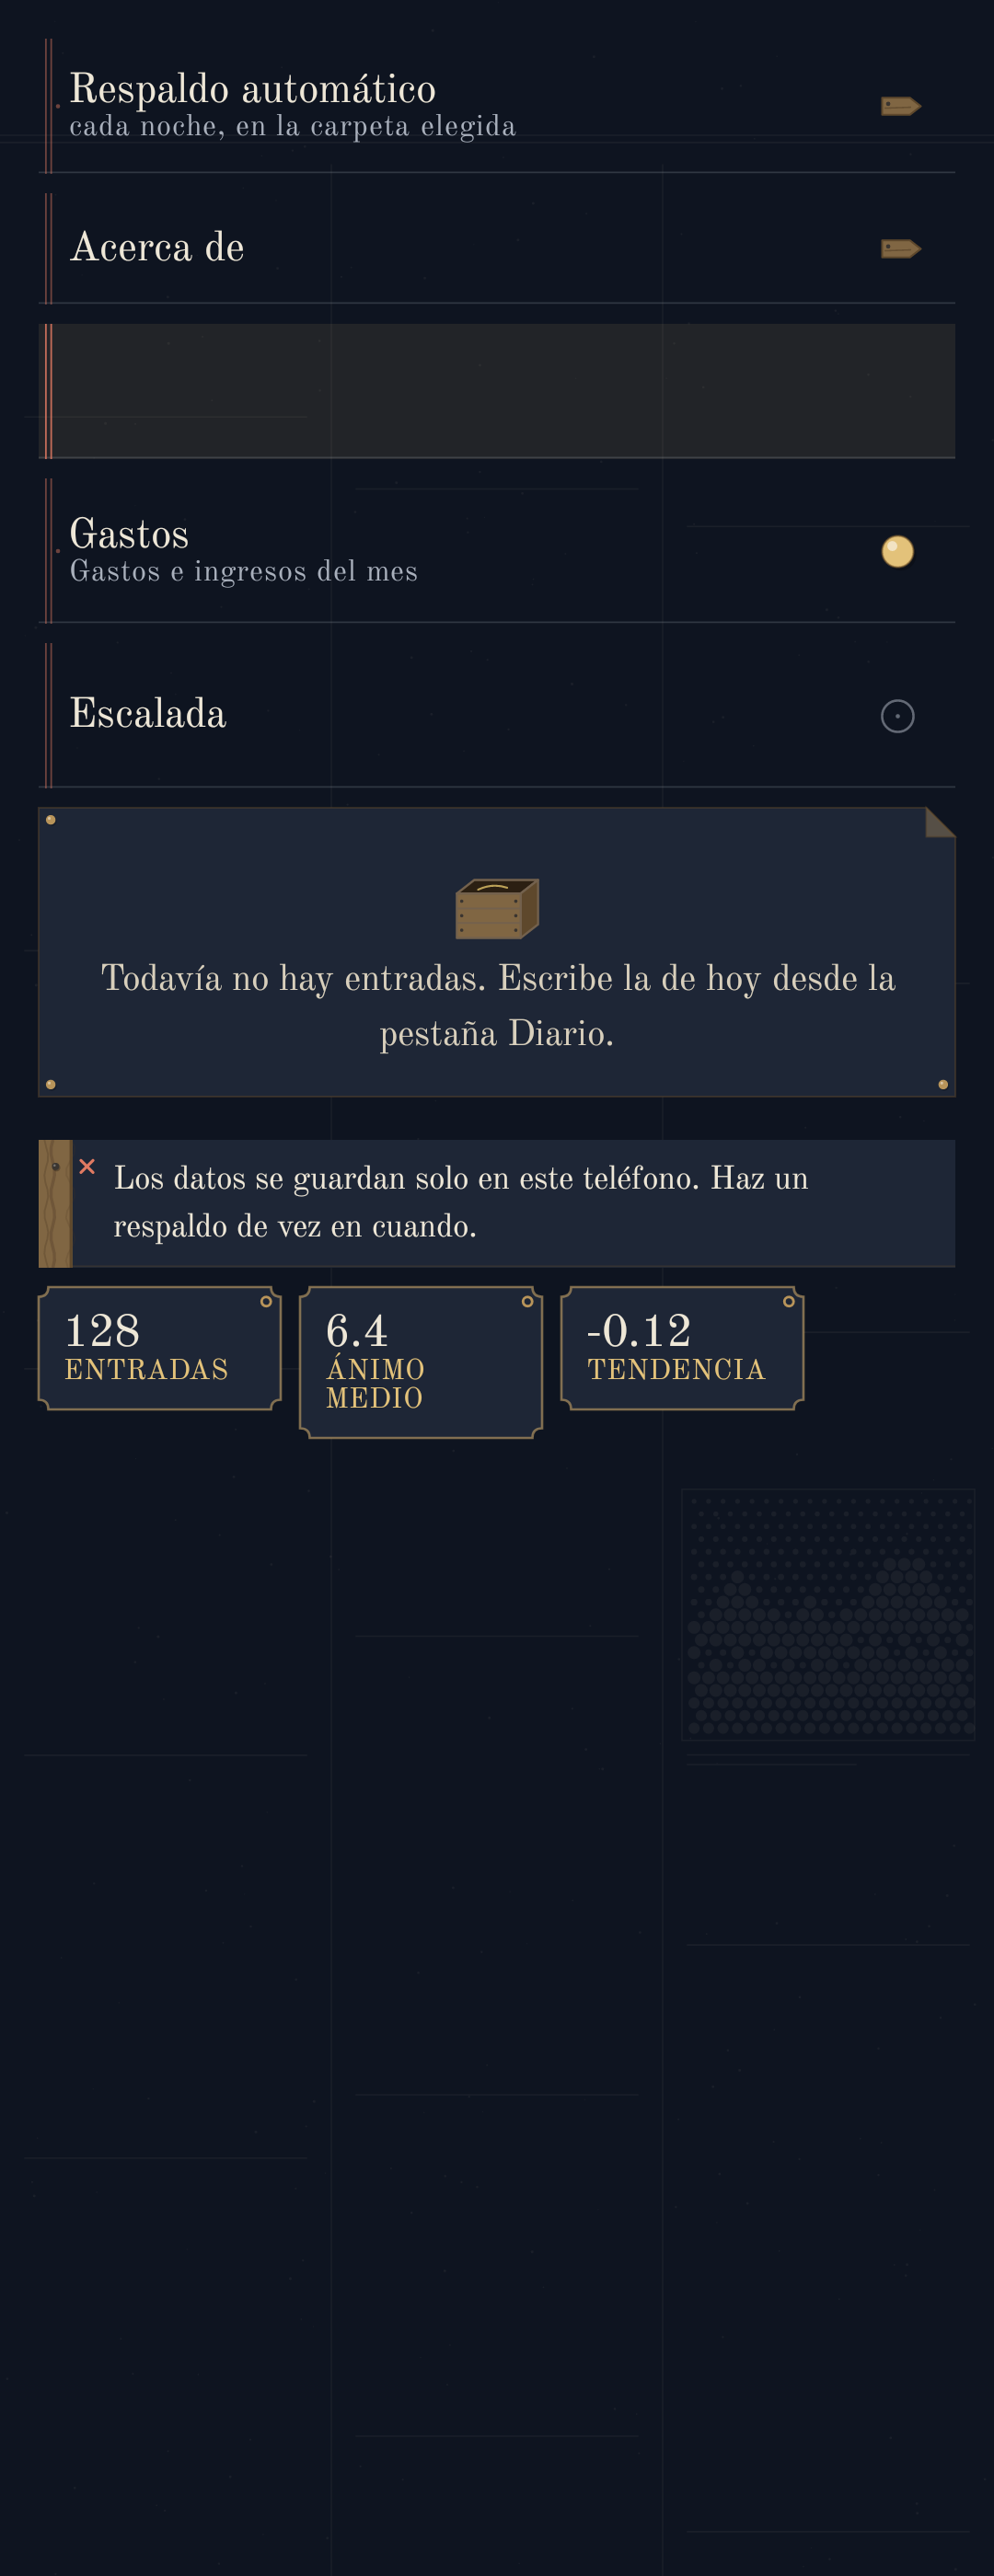 Respaldo automático
cada noche, en la carpeta elegida
Acerca de
Gastos
Gastos e ingresos del mes
Escalada
Todavía no hay entradas. Escribe la de hoy desde la
pestaña Diario.
Los datos se guardan solo en este teléfono. Haz un
respaldo de vez en cuando.
128
ENTRADAS
6.4
ÁNIMO
MEDIO
-0.12
TENDENCIA